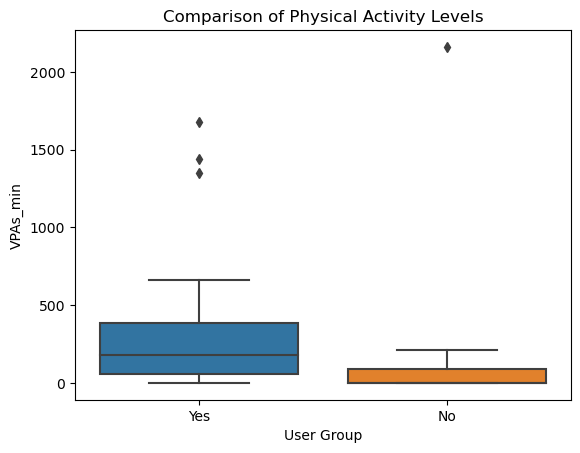 Comparison of Physical Activity Levels
2000
1500
1000
500
0
VPAs_min
Yes
No
User Group